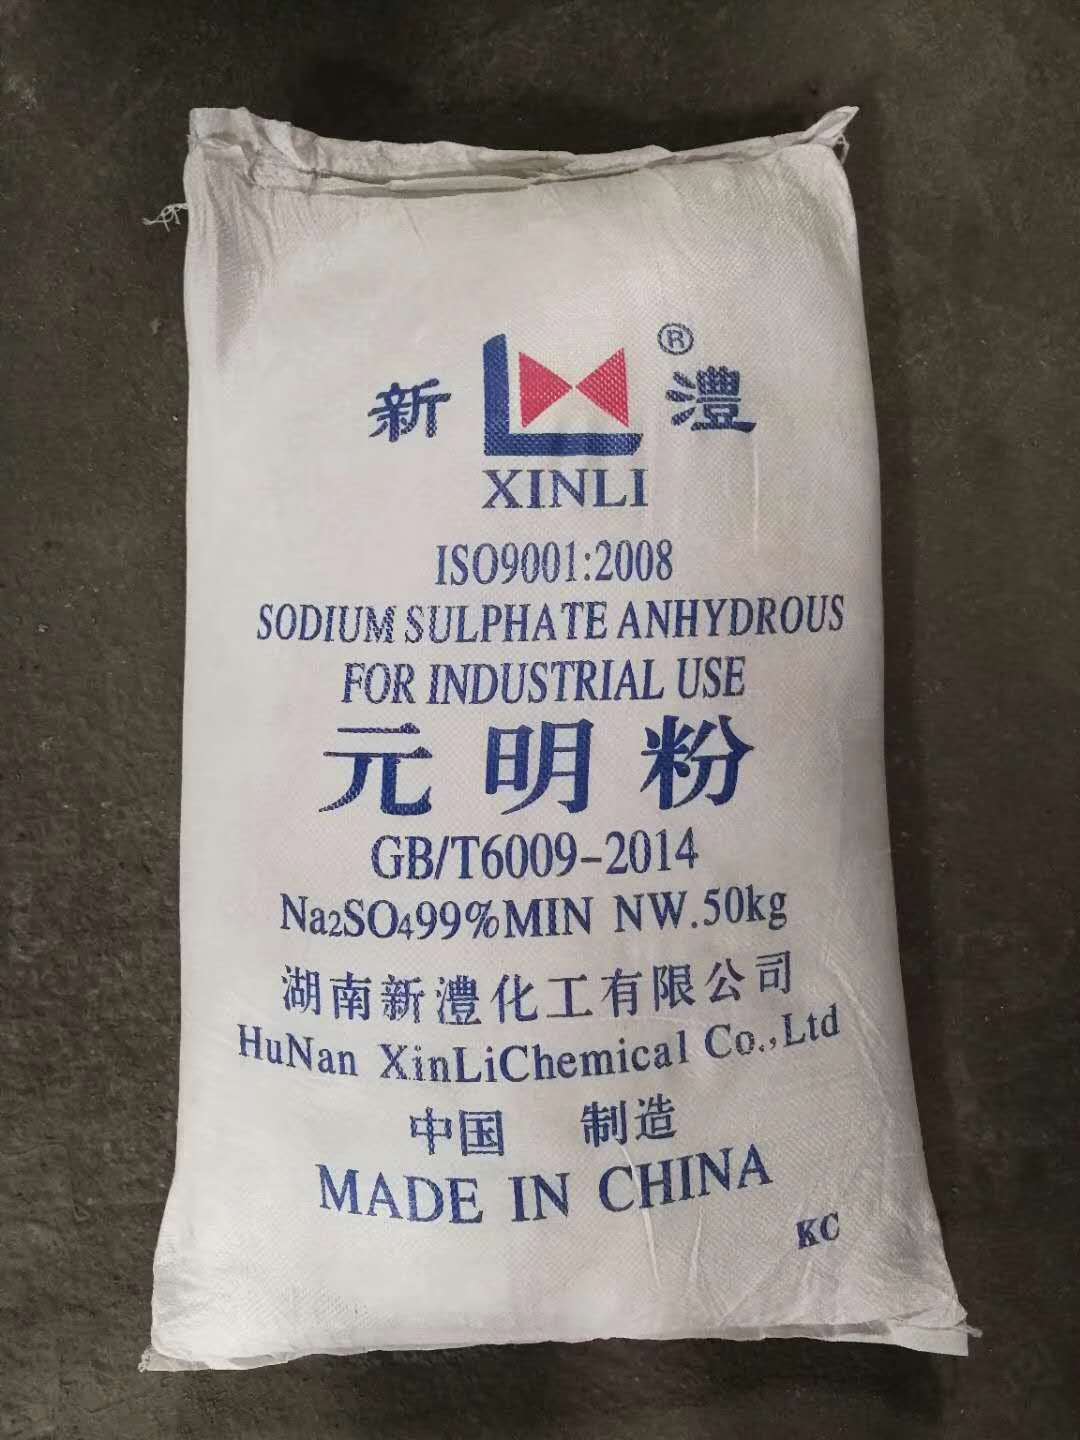 新 ® 澧
XINLI
ISO9001:2008
SODIUM SULPHATE ANHYDROUS
FOR INDUSTRIAL USE
元明粉
GB/T6009-2014
Na₂SO₄99%MIN NW.50kg
湖南新澧化工有限公司
HuNan XinLiChemical Co.,Ltd
中国 制造
MADE IN CHINA
KC